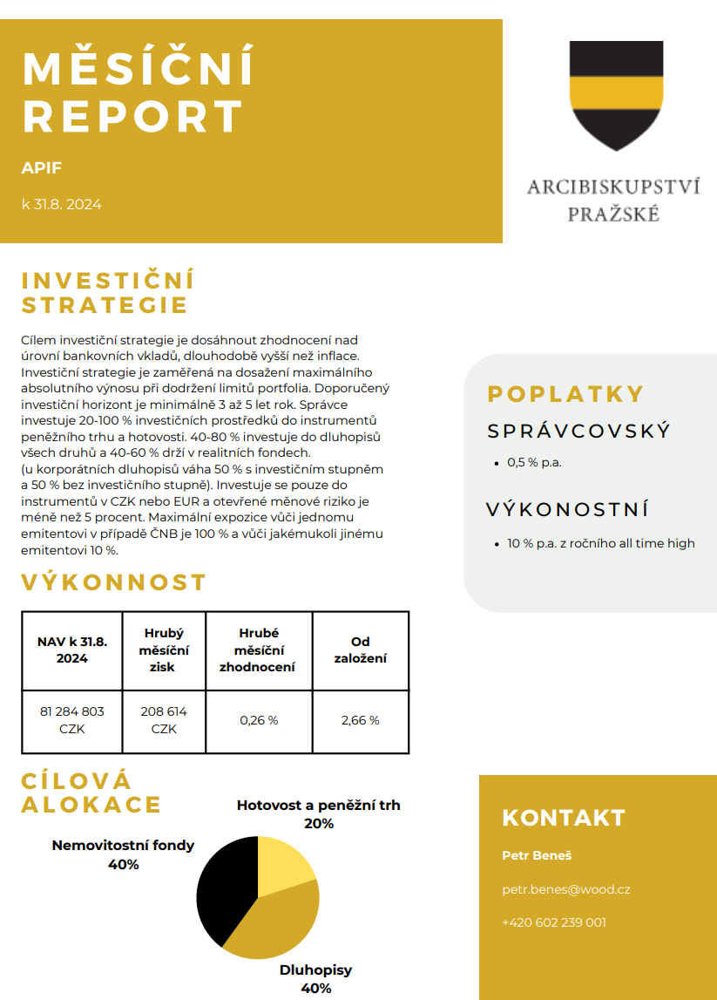 MĚSÍČNÍ
REPORT
APIF
k 31.8. 2024
ARCIBISKUPSTVÍ
PRAŽSKÉ
INVESTIČNÍ
STRATEGIE
Cílem investiční strategie je dosáhnout zhodnocení nad
úrovní bankovních vkladů, dlouhodobě vyšší než inflace.
Investiční strategie je zaměřená na dosažení maximálního
absolutního výnosu při dodržení limitů portfolia. Doporučený
investiční horizont je minimálně 3 až 5 let rok. Správce
investuje 20-100 % investičních prostředků do instrumentů
peněžního trhu a hotovosti. 40-80 % investuje do dluhopisů
všech druhů a 40-60 % drží v realitních fondech.
(u korporátních dluhopisů váha 50 % s investičním stupněm
a 50 % bez investičního stupně). Investuje se pouze do
instrumentů v CZK nebo EUR a otevřené měnové riziko je
méně než 5 procent. Maximální expozice vůči jednomu
emitentovi v případě ČNB je 100 % a vůči jakémukoli jinému
emitentovi 10 %.
POPLATKY
SPRÁVCOVSKÝ
• 0,5 % p.a.
VÝKONOSTNÍ
• 10 % p.a. z ročního all time high
VÝKONNOST
NAV k 31.8.
2024
Hrubý
měsíční
zisk
Hrubé
měsíční
zhodnocení
Od
založení
81 284 803
CZK
208 614
CZK
0,26 %
2,66 %
CÍLOVÁ
ALOKACE
Hotovost a peněžní trh
20%
Nemovitostní fondy
40%
Dluhopisy
40%
KONTAKT
Petr Beneš
petr.benes@wood.cz
+420 602 239 001